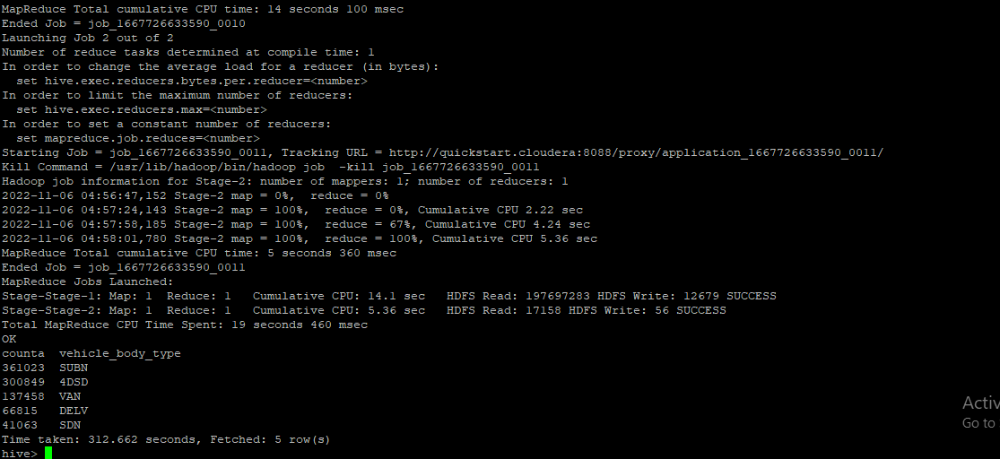 MapReduce Total cumulative CPU time: 14 seconds 100 msec
Ended Job = job_1667726633590_0010
Launching Job 2 out of 2
Number of reduce tasks determined at compile time: 1
In order to change the average load for a reducer (in bytes):
  set hive.exec.reducers.bytes.per.reducer=<number>
In order to limit the maximum number of reducers:
  set hive.exec.reducers.max=<number>
In order to set a constant number of reducers:
  set mapreduce.job.reduces=<number>
Starting Job = job_1667726633590_0011, Tracking URL = http://quickstart.cloudera:8088/proxy/application_1667726633590_0011/
Kill Command = /usr/lib/hadoop/bin/hadoop job  -kill job_1667726633590_0011
Hadoop job information for Stage-2: number of mappers: 1; number of reducers: 1
2022-11-06 04:56:47,152 Stage-2 map = 0%,  reduce = 0%
2022-11-06 04:57:24,143 Stage-2 map = 100%,  reduce = 0%, Cumulative CPU 2.22 sec
2022-11-06 04:57:58,185 Stage-2 map = 100%,  reduce = 67%, Cumulative CPU 4.24 sec
2022-11-06 04:58:01,780 Stage-2 map = 100%,  reduce = 100%, Cumulative CPU 5.36 sec
MapReduce Total cumulative CPU time: 5 seconds 360 msec
Ended Job = job_1667726633590_0011
MapReduce Jobs Launched:
Stage-Stage-1: Map: 1  Reduce: 1   Cumulative CPU: 14.1 sec   HDFS Read: 197697283 HDFS Write: 12679 SUCCESS
Stage-Stage-2: Map: 1  Reduce: 1   Cumulative CPU: 5.36 sec   HDFS Read: 17158 HDFS Write: 56 SUCCESS
Total MapReduce CPU Time Spent: 19 seconds 460 msec
OK
counta  vehicle_body_type
361023  SUBN
300849  4DSD
137458  VAN
66815   DELV
41063   SDN
Time taken: 312.662 seconds, Fetched: 5 row(s)
hive>
Activ
Go to